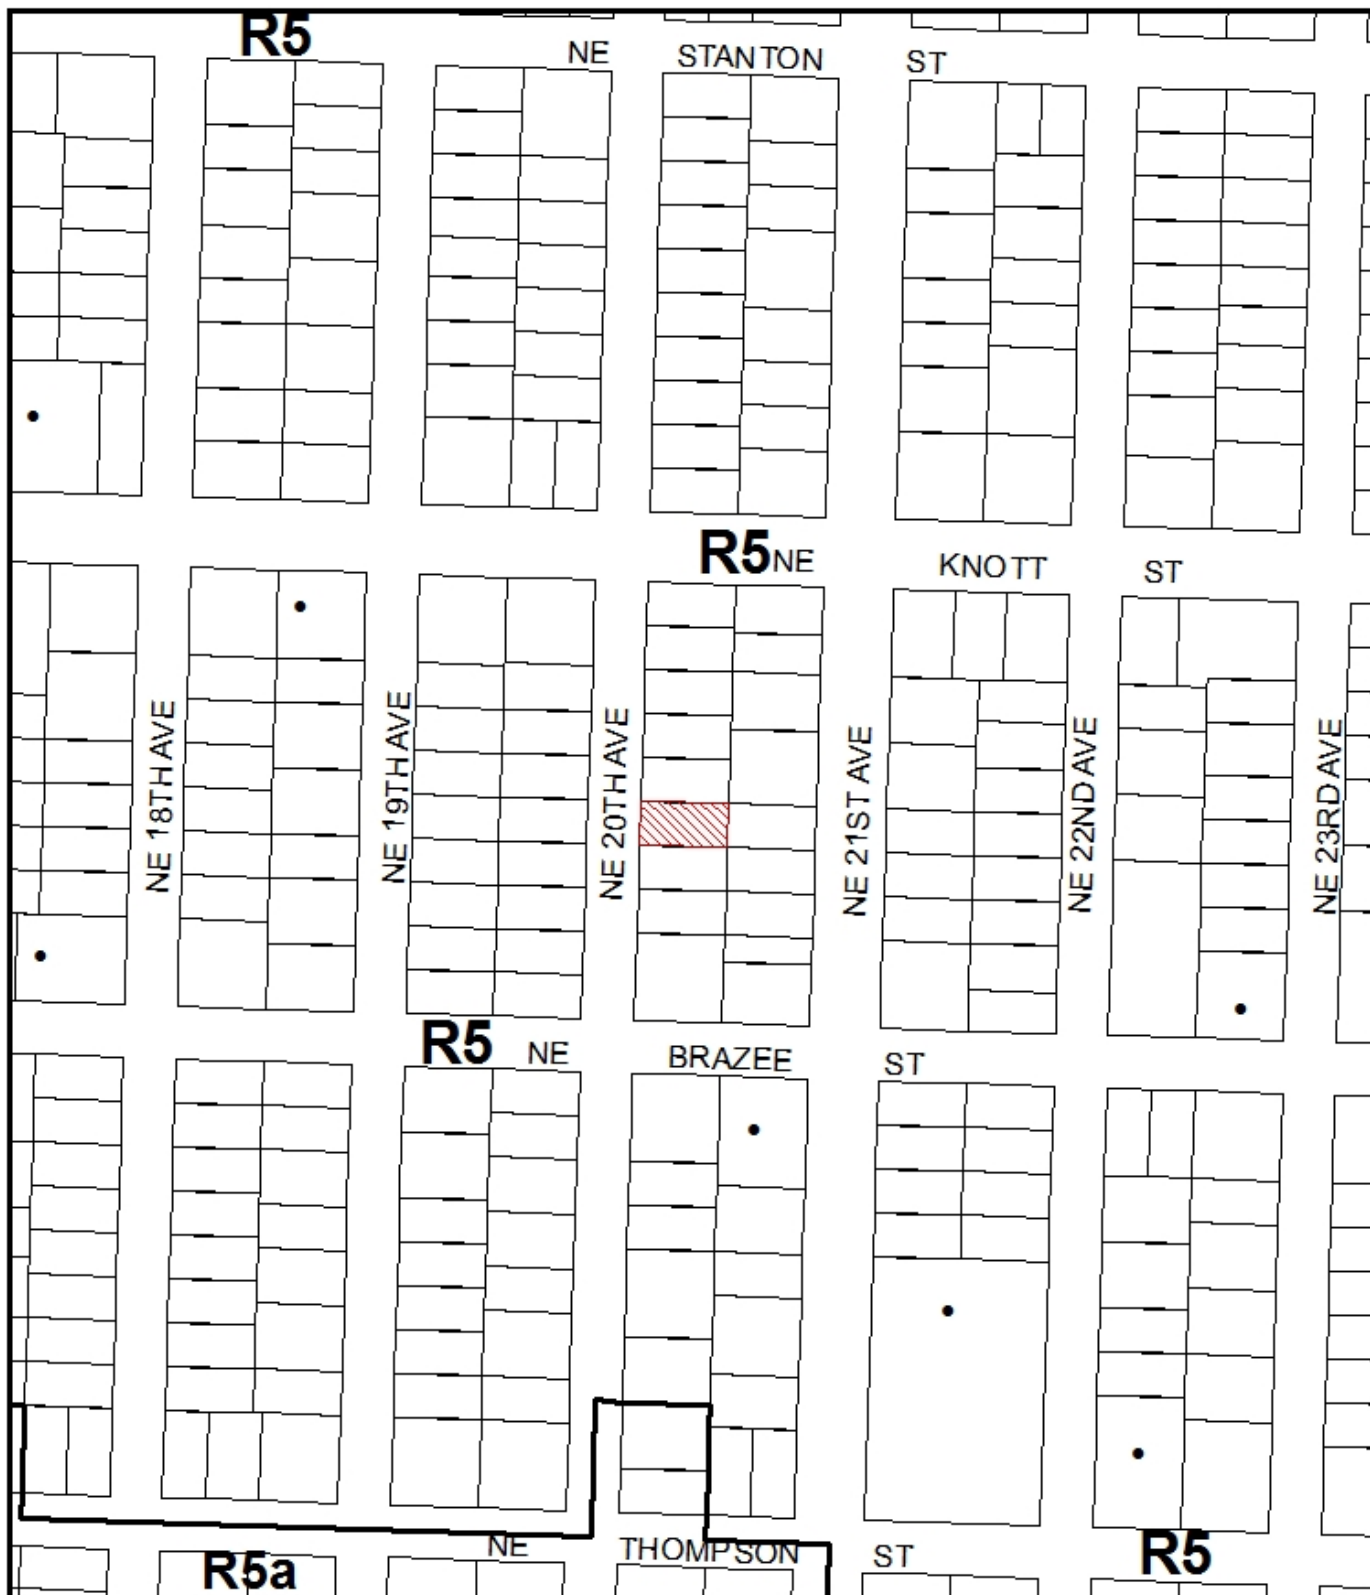 R5
NE STANTON ST
R5
NE KNOTT ST
NE 18TH AVE
NE 19TH AVE
NE 20TH AVE
NE 21ST AVE
NE 22ND AVE
NE 23RD AVE
R5
NE BRAZEE ST
NE THOMPSON ST
R5
R5a